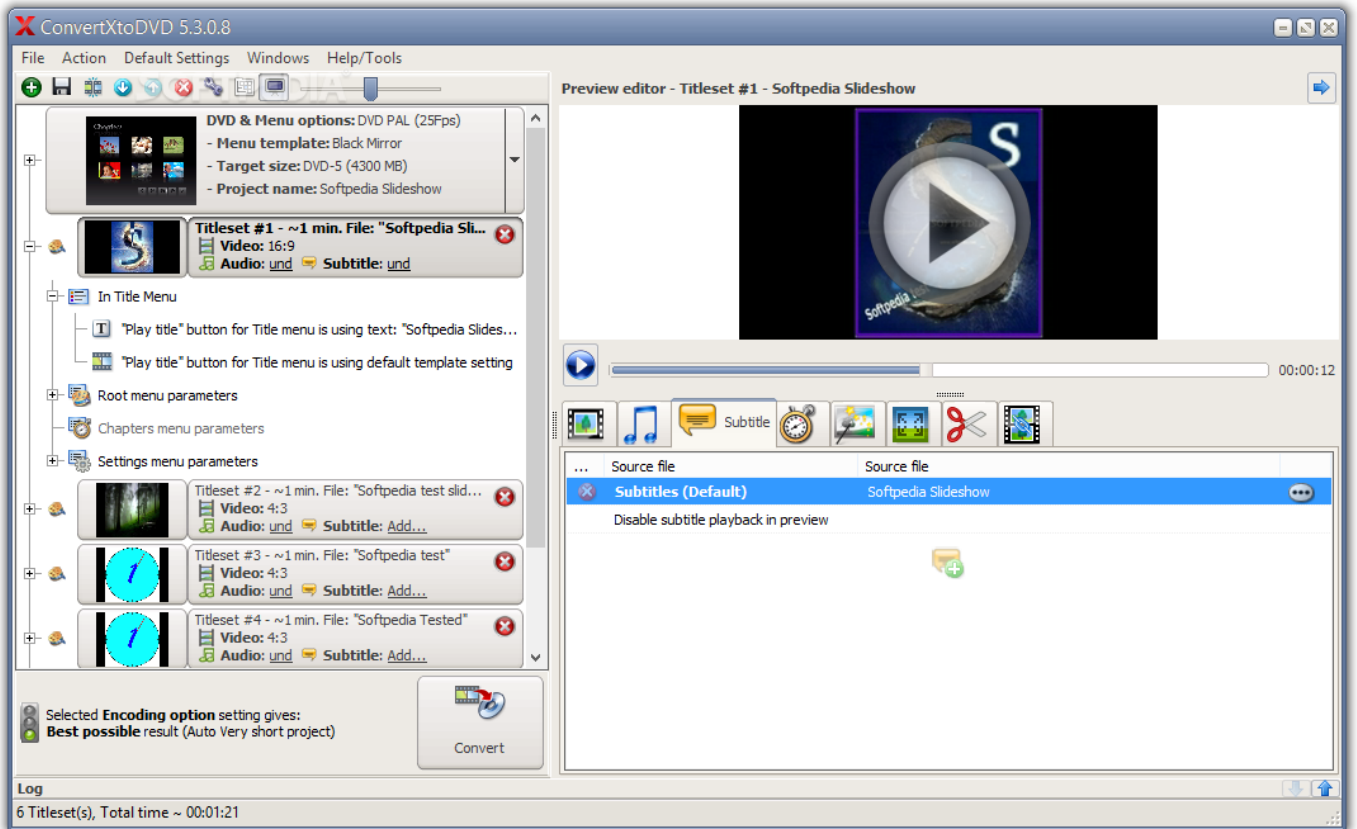 ConvertXtoDVD 5.3.0.8
File Action Default Settings Windows Help/Tools
SOFTPEDIA
DVD & Menu options: DVD PAL (25Fps)
- Menu template: Black Mirror
- Target size: DVD-5 (4300 MB)
- Project name: Softpedia Slideshow
Titleset #1 - ~1 min. File: "Softpedia Sli...
Video: 16:9
Audio: und Subtitle: und
In Title Menu
T "Play title" button for Title menu is using text: "Softpedia Slides...
"Play title" button for Title menu is using default template setting
Root menu parameters
Chapters menu parameters
Settings menu parameters
Titleset #2 - ~1 min. File: "Softpedia test slid...
Video: 4:3
Audio: und Subtitle: Add...
Titleset #3 - ~1 min. File: "Softpedia test"
Video: 4:3
Audio: und Subtitle: Add...
Titleset #4 - ~1 min. File: "Softpedia Tested"
Video: 4:3
Audio: und Subtitle: Add...
Selected Encoding option setting gives:
Best possible result (Auto Very short project)
Convert
Preview editor - Titleset #1 - Softpedia Slideshow
S
Softpedia
00:00:12
Subtitle
... Source file Source file
Subtitles (Default) Softpedia Slideshow
Disable subtitle playback in preview
Log
6 Titleset(s), Total time ~ 00:01:21